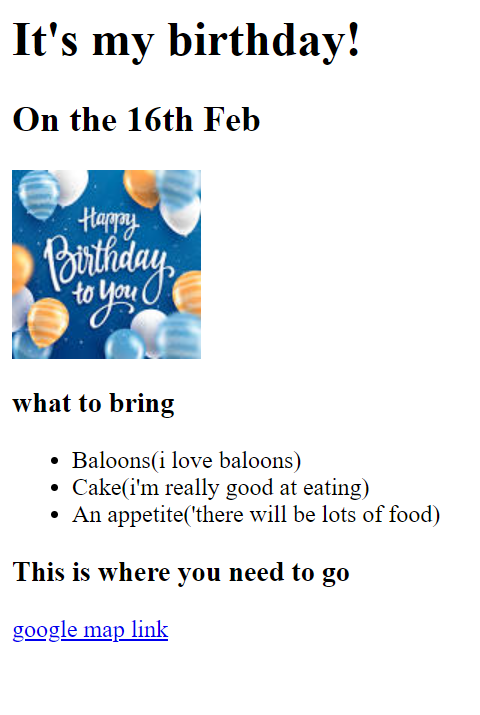 It's my birthday!
On the 16th Feb
Happy
Birthday
to you
what to bring
Baloons(i love baloons)
Cake(i'm really good at eating)
An appetite('there will be lots of food)
This is where you need to go
google map link